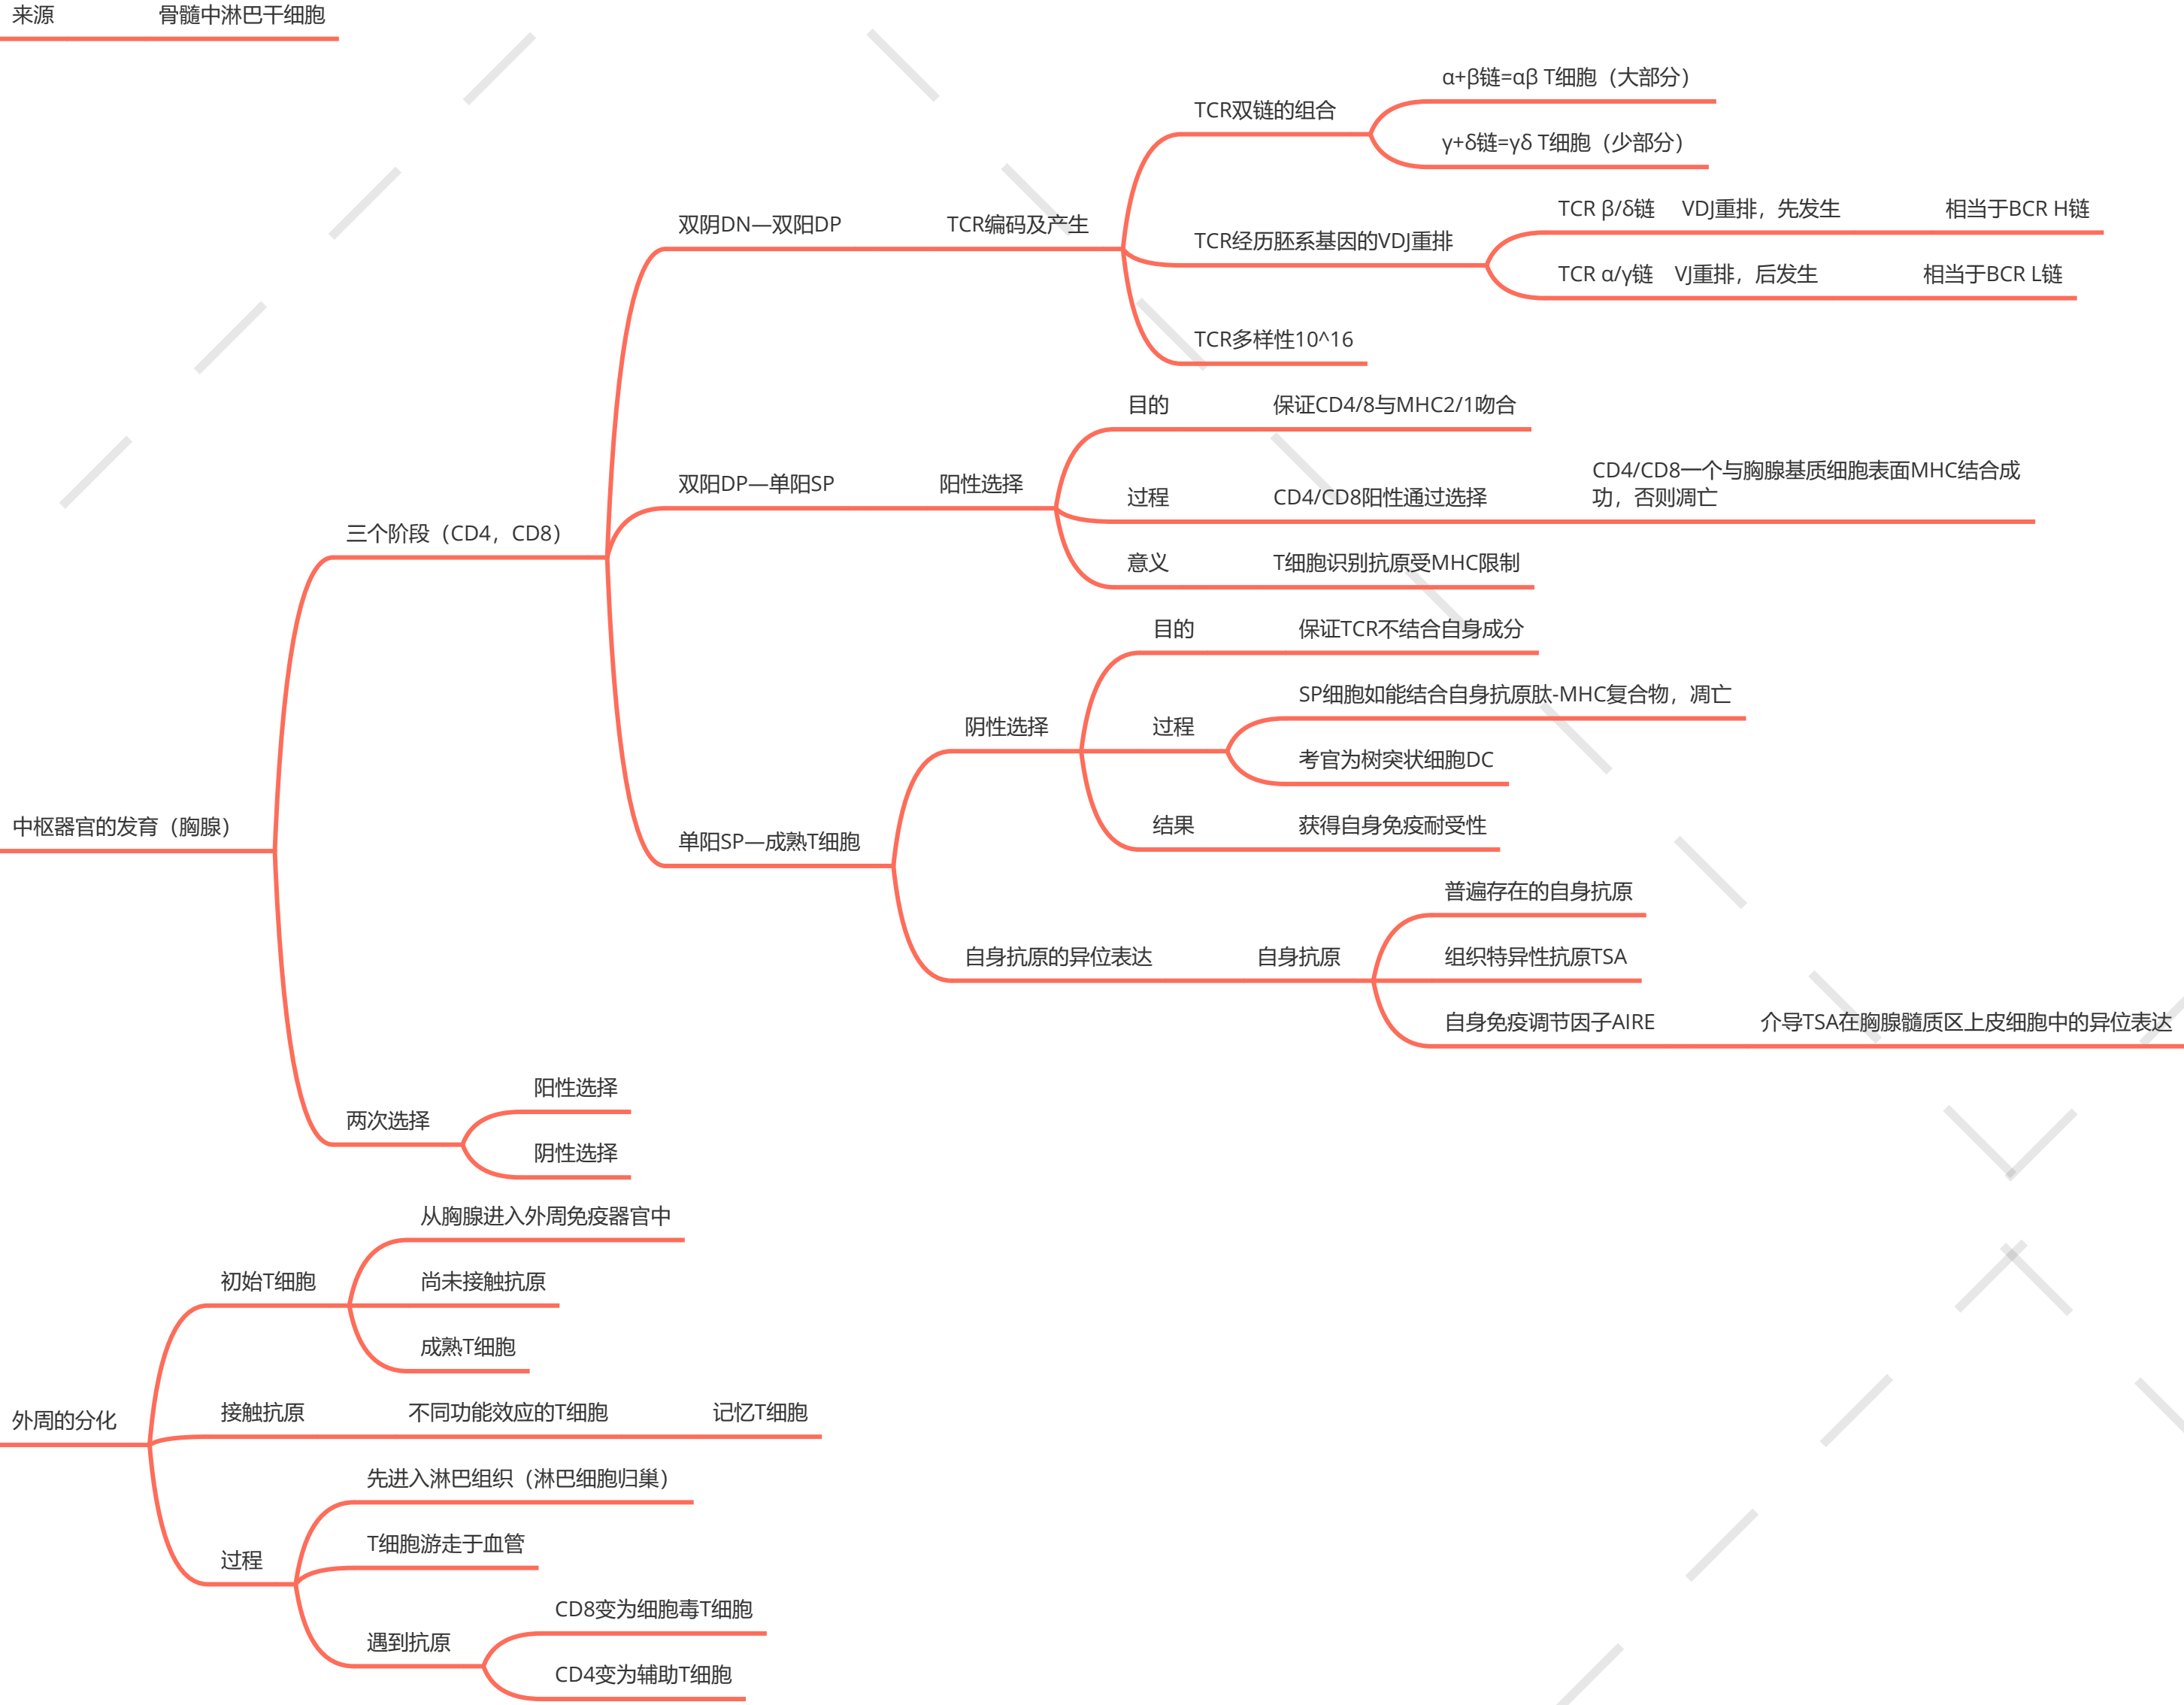 来源 骨髓中淋巴干细胞
中枢器官的发育（胸腺）
三个阶段（CD4，CD8）
双阴DN—双阳DP TCR编码及产生
TCR双链的组合
α+β链=αβ T细胞（大部分）
γ+δ链=γδ T细胞（少部分）
TCR经历胚系基因的VDJ重排
TCR β/δ链 VDJ重排，先发生 相当于BCR H链
TCR α/γ链 VJ重排，后发生 相当于BCR L链
TCR多样性10^16
双阳DP—单阳SP 阳性选择
目的 保证CD4/8与MHC2/1吻合
过程 CD4/CD8阳性通过选择
CD4/CD8一个与胸腺基质细胞表面MHC结合成
功，否则凋亡
意义 T细胞识别抗原受MHC限制
单阳SP—成熟T细胞
阴性选择
目的 保证TCR不结合自身成分
过程
SP细胞如能结合自身抗原肽-MHC复合物，凋亡
考官为树突状细胞DC
结果 获得自身免疫耐受性
自身抗原的异位表达 自身抗原
普遍存在的自身抗原
组织特异性抗原TSA
自身免疫调节因子AIRE 介导TSA在胸腺髓质区上皮细胞中的异位表达
两次选择
阳性选择
阴性选择
外周的分化
初始T细胞
从胸腺进入外周免疫器官中
尚未接触抗原
成熟T细胞
接触抗原 不同功能效应的T细胞 记忆T细胞
过程
先进入淋巴组织（淋巴细胞归巢）
T细胞游走于血管
遇到抗原
CD8变为细胞毒T细胞
CD4变为辅助T细胞